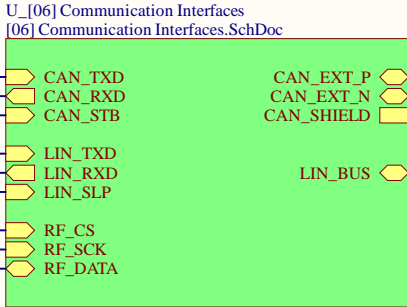 U_[06] Communication Interfaces
[06] Communication Interfaces.SchDoc
CAN_TXD CAN_EXT_P
CAN_RXD CAN_EXT_N
CAN_STB CAN_SHIELD
LIN_TXD
LIN_RXD LIN_BUS
LIN_SLP
RF_CS
RF_SCK
RF_DATA